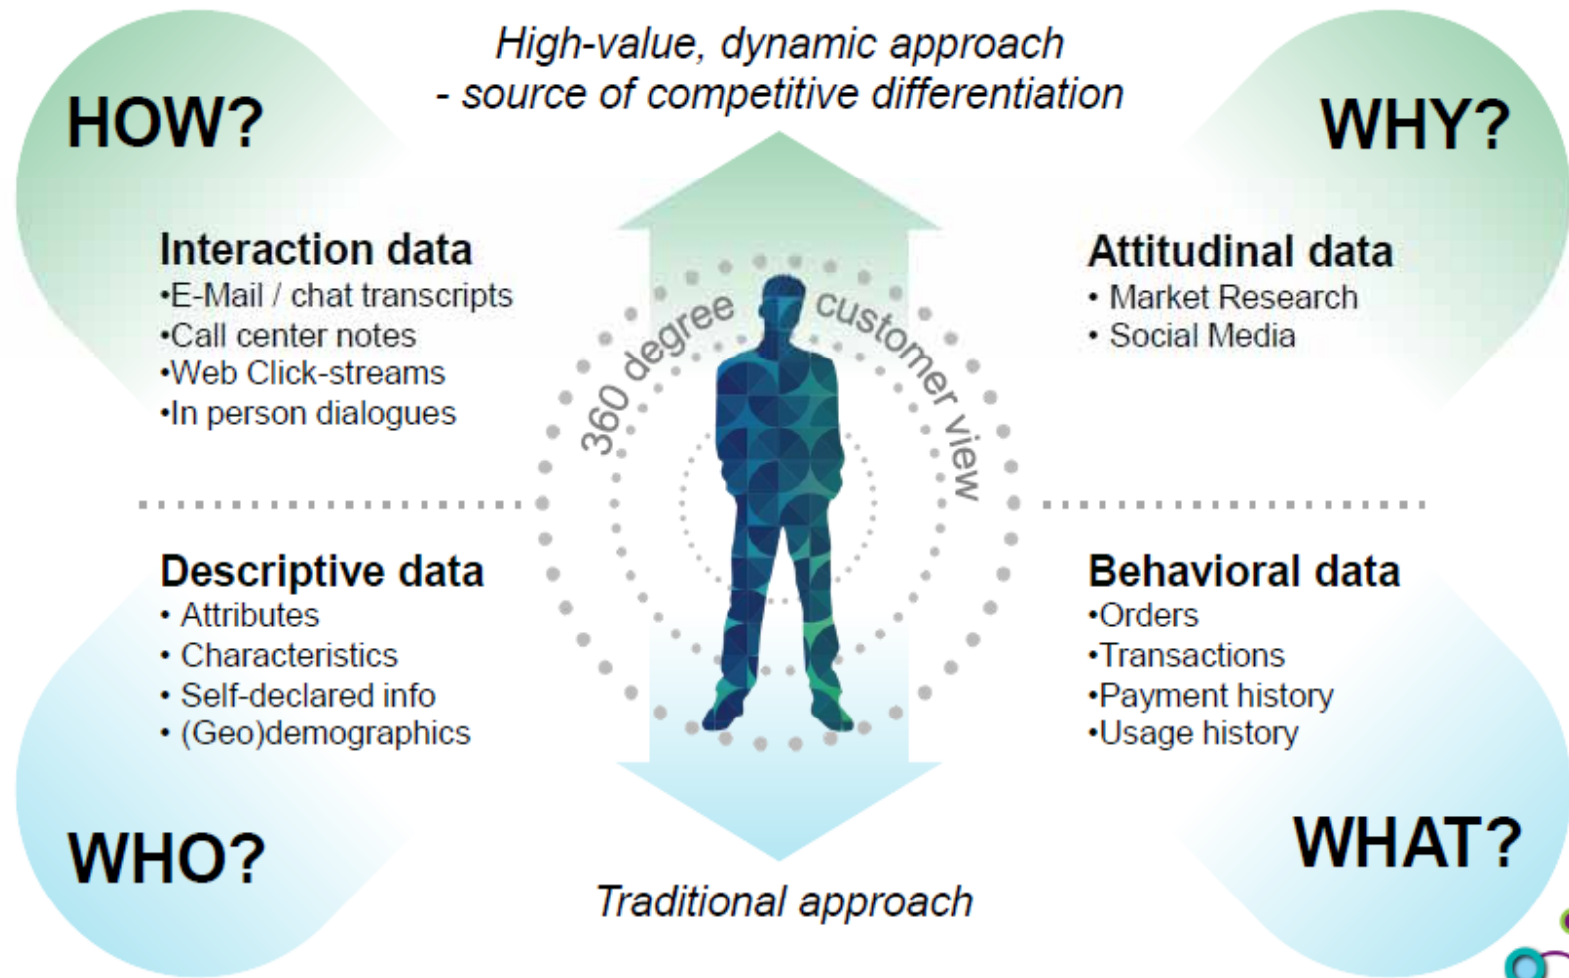 High-value, dynamic approach
- source of competitive differentiation
HOW?
WHY?
Interaction data
•E-Mail / chat transcripts
•Call center notes
•Web Click-streams
•In person dialogues
Attitudinal data
• Market Research
• Social Media
360 degree customer view
Descriptive data
• Attributes
• Characteristics
• Self-declared info
• (Geo)demographics
Behavioral data
•Orders
•Transactions
•Payment history
•Usage history
WHO?
WHAT?
Traditional approach